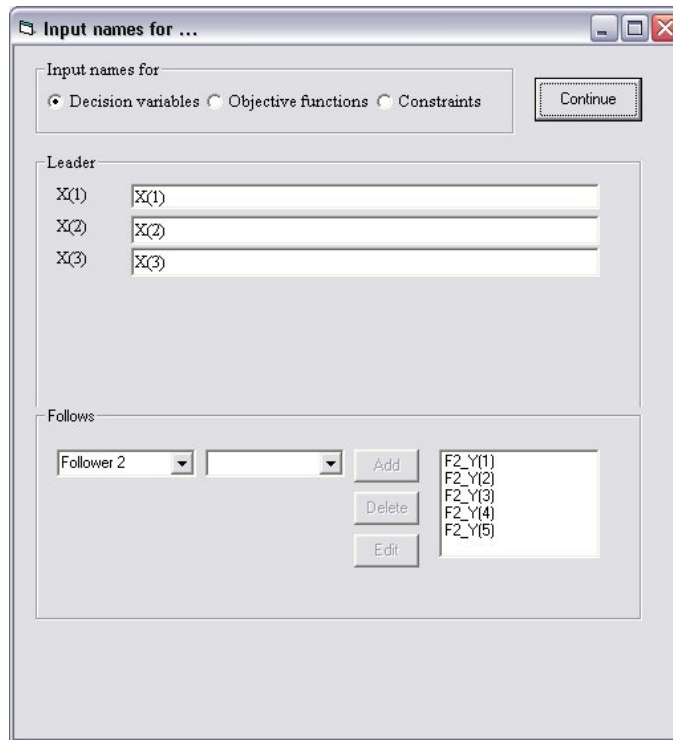 Input names for ...
Input names for
Decision variables Objective functions Constraints
Continue
Leader
X(1) X(1)
X(2) X(2)
X(3) X(3)
Follows
Follower 2
Add
Delete
Edit
F2_Y(1)
F2_Y(2)
F2_Y(3)
F2_Y(4)
F2_Y(5)